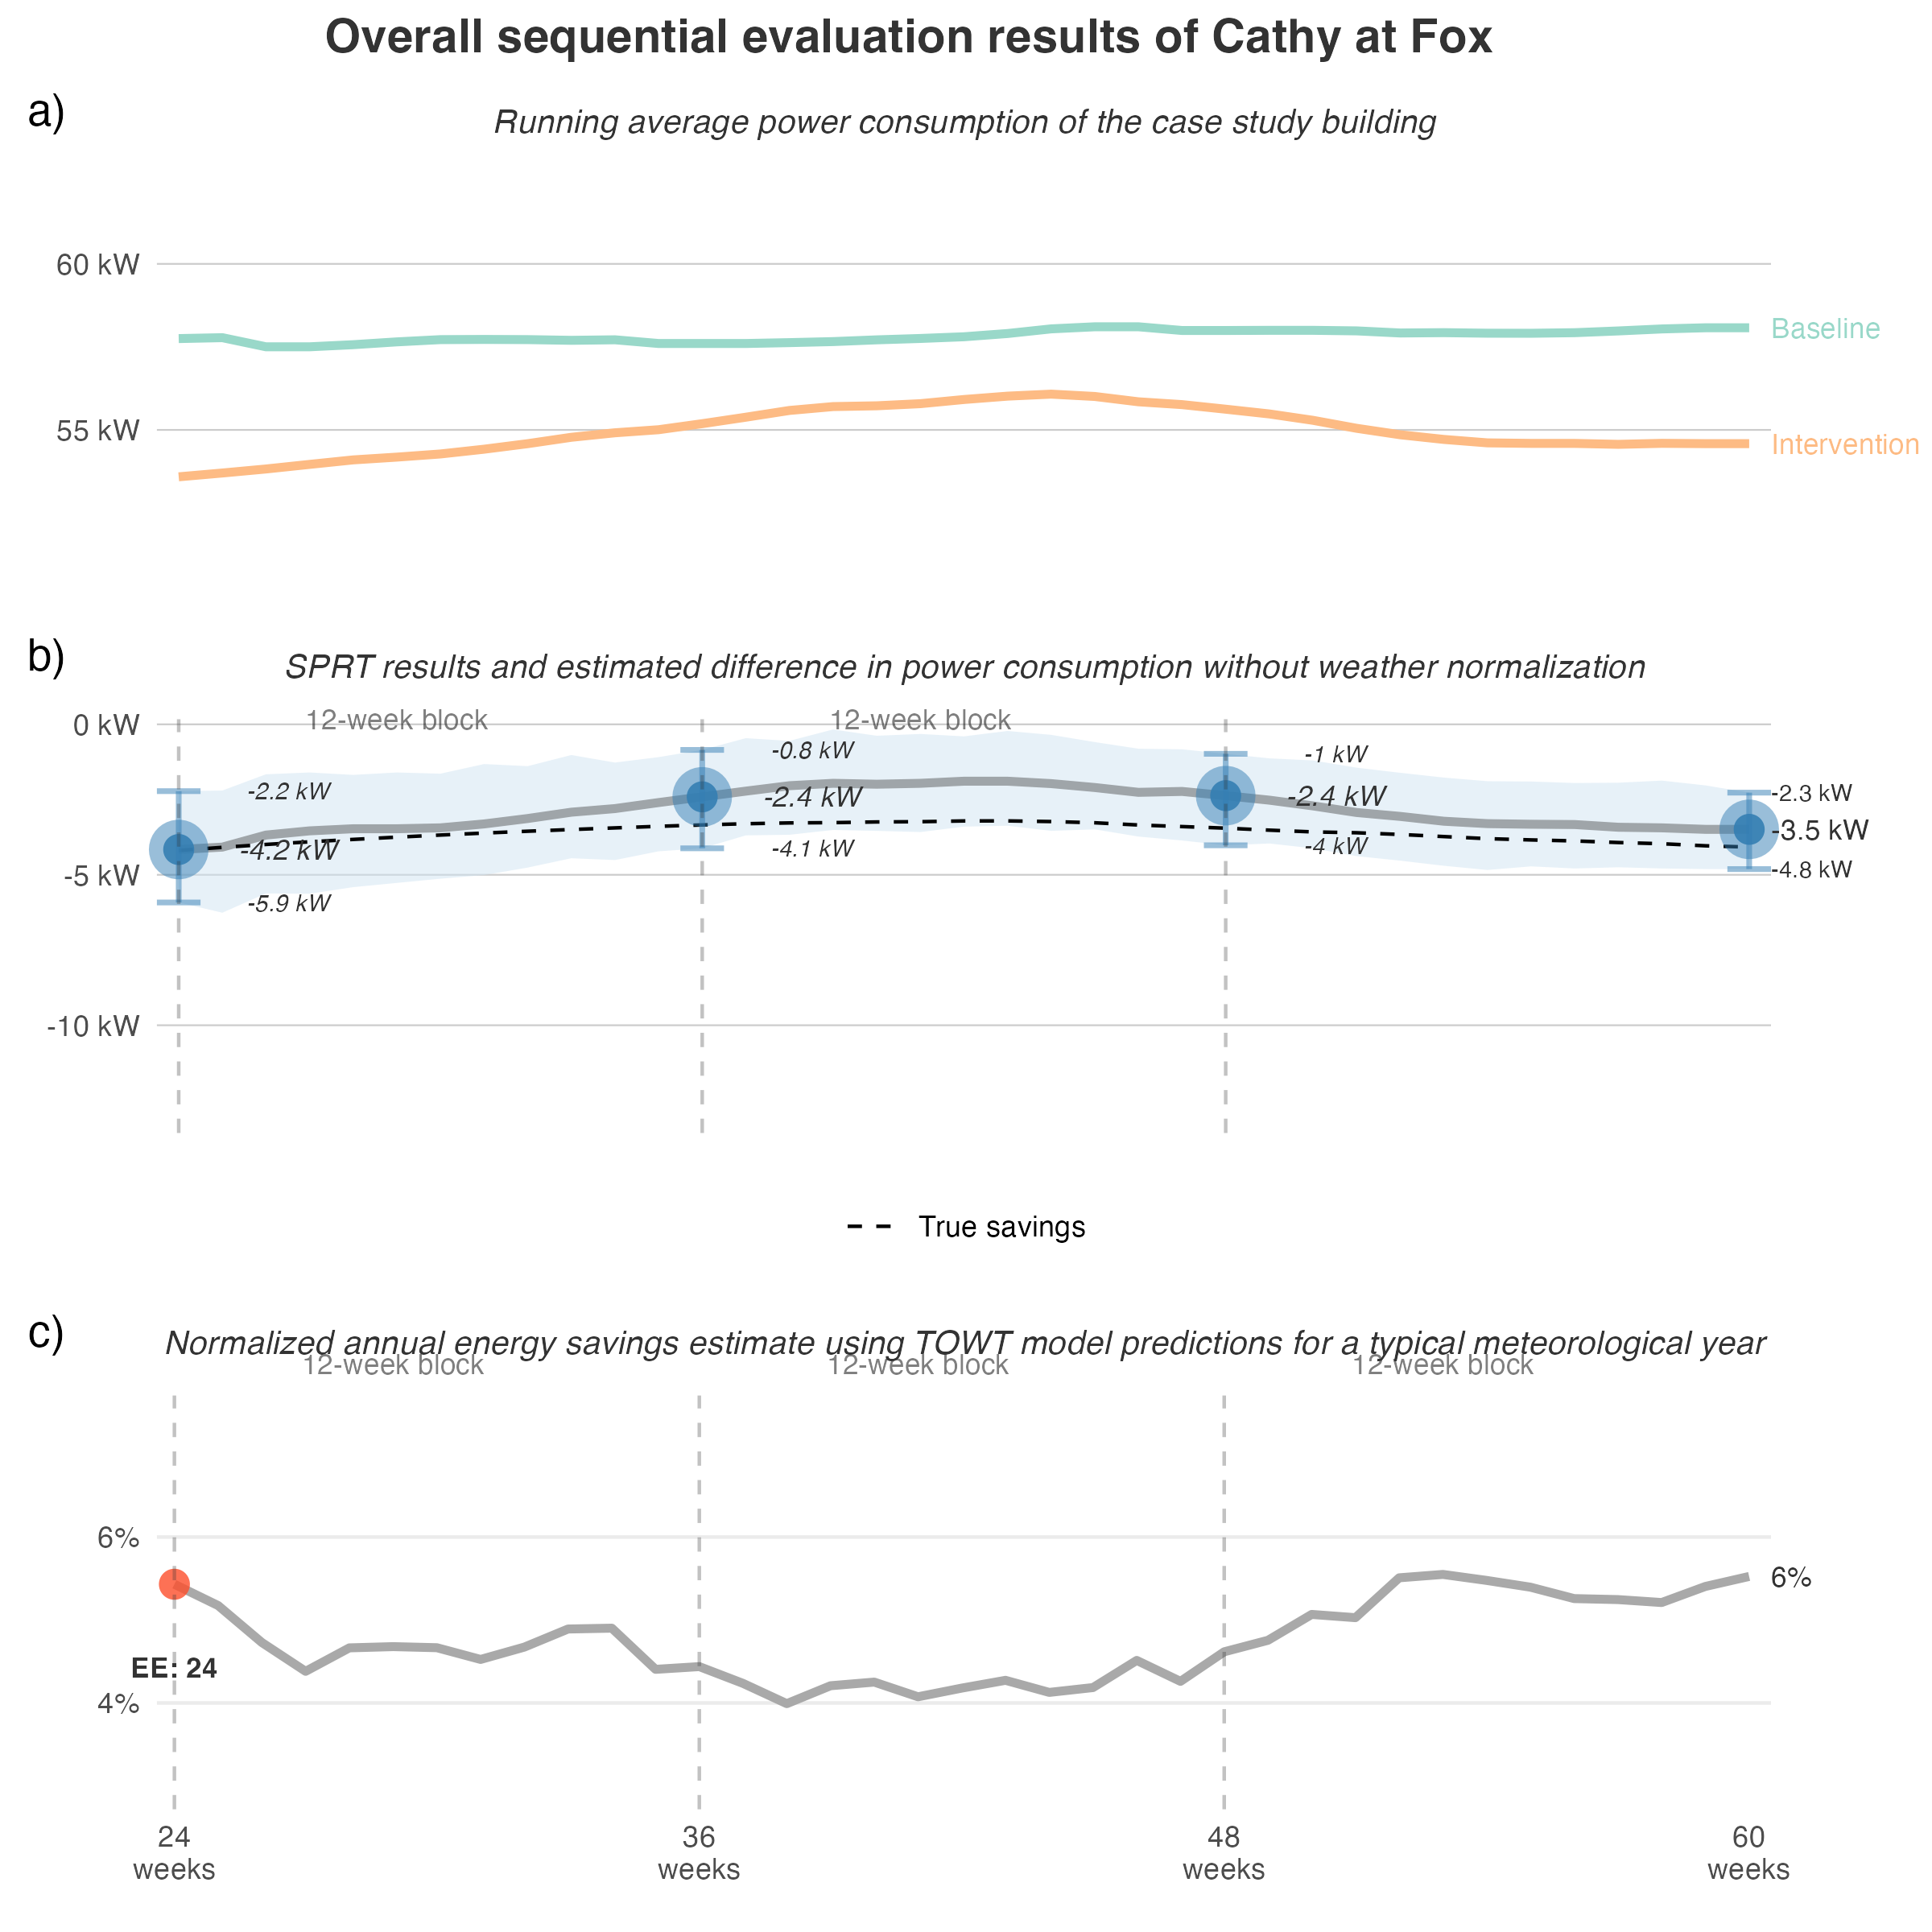 Overall sequential evaluation results of Cathy at Fox
a)
Running average power consumption of the case study building
60 kW
Baseline
55 kW
Intervention
b)
SPRT results and estimated difference in power consumption without weather normalization
12-week block
12-week block
0 kW
-0.8 kW
-1 kW
-2.2 kW
-2.3 kW
-2.4 kW
-2.4 kW
-3.5 kW
-4.2 kW
-4.1 kW
-4 kW
-4.8 kW
-5 kW
-5.9 kW
-10 kW
True savings
c)
Normalized annual energy savings estimate using TOWT model predictions for a typical meteorological year
12-week block
12-week block
12-week block
6%
6%
EE: 24
4%
24
weeks
36
weeks
48
weeks
60
weeks